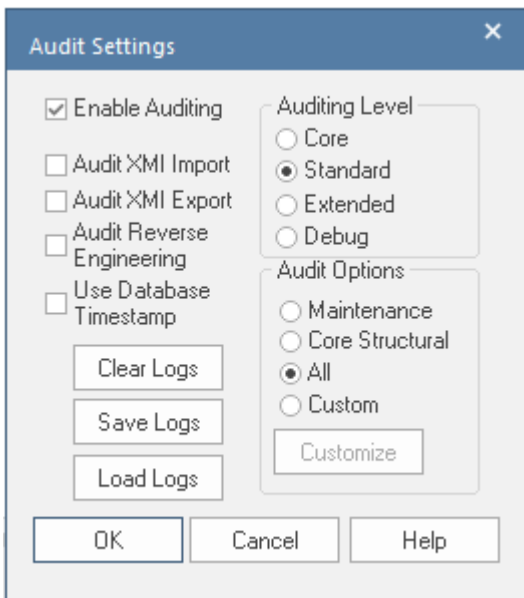 Audit Settings
Enable Auditing
Audit XMI Import
Audit XMI Export
Audit Reverse
Engineering
Use Database
Timestamp
Clear Logs
Save Logs
Load Logs
Auditing Level
Core
Standard
Extended
Debug
Audit Options
Maintenance
Core Structural
All
Custom
Customize
OK
Cancel
Help